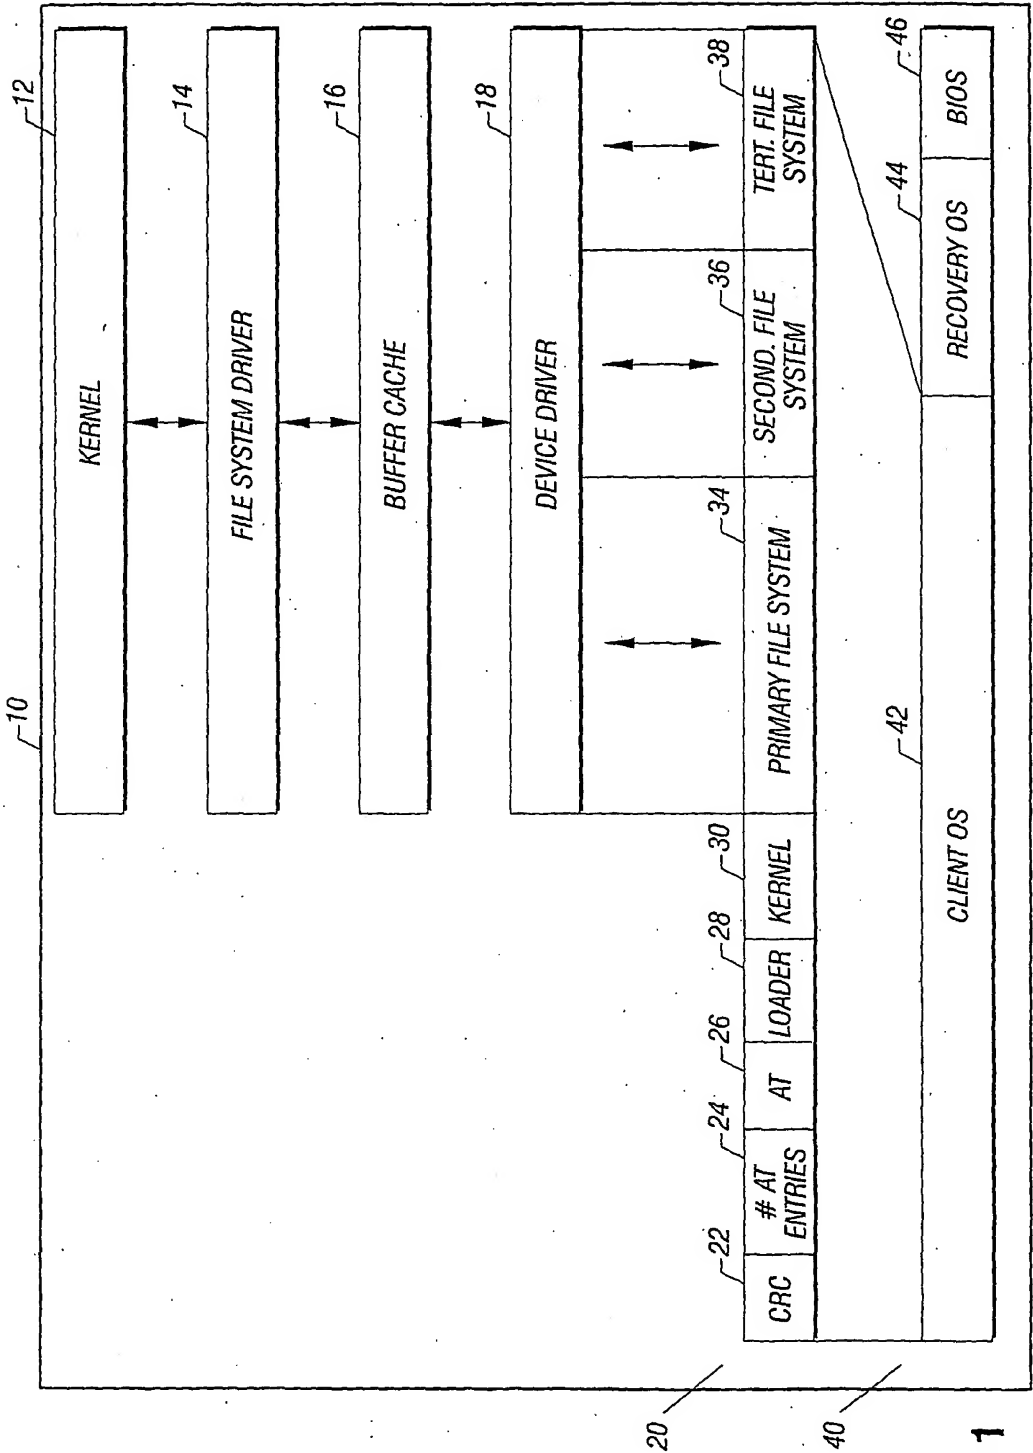 10
12
KERNEL
14
FILE SYSTEM DRIVER
16
BUFFER CACHE
18
DEVICE DRIVER
20
22
24
26
28
30
34
36
38
CRC
# AT
ENTRIES
AT
LOADER
KERNEL
PRIMARY FILE SYSTEM
SECOND. FILE
SYSTEM
TERT. FILE
SYSTEM
40
42
44
46
CLIENT OS
RECOVERY OS
BIOS
1